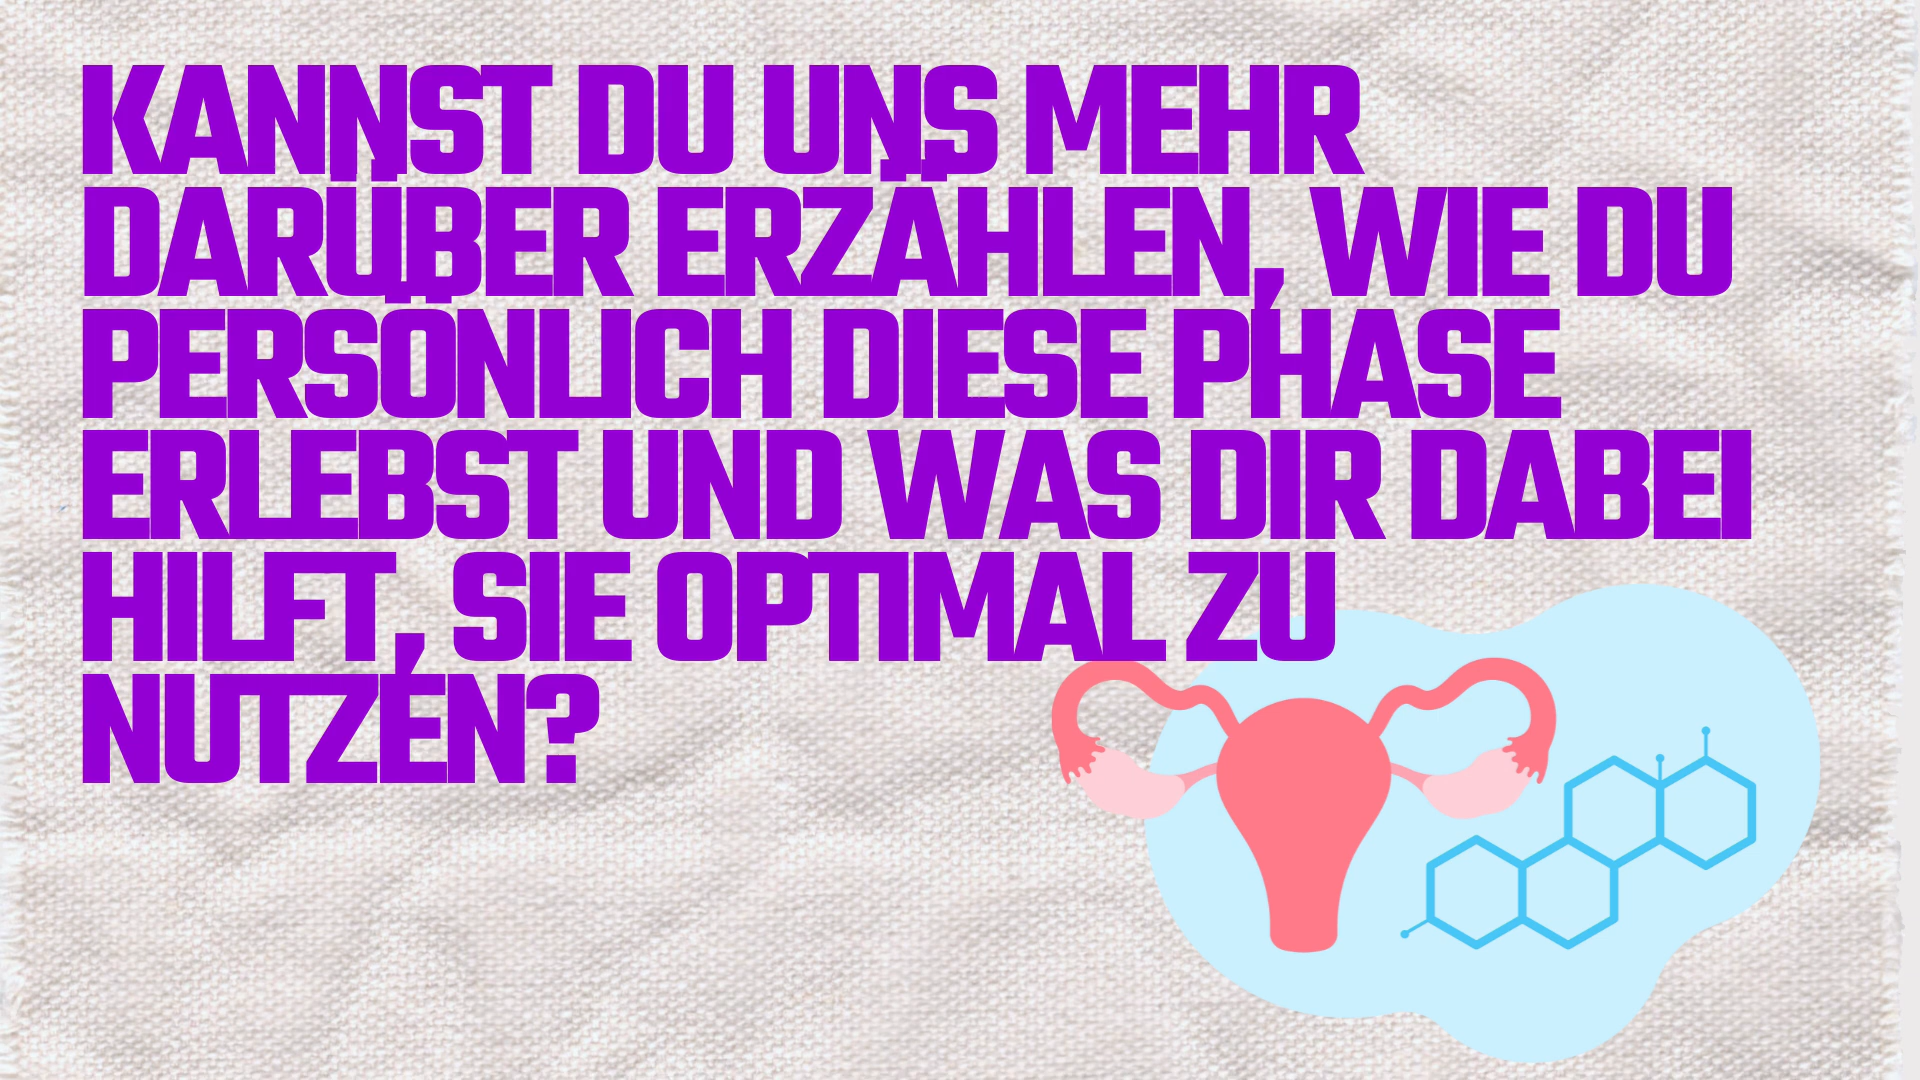 KANNST DU UNS MEHR
DARÜBER ERZÄHLEN, WIE DU
PERSÖNLICH DIESE PHASE
ERLEBST UND WAS DIR DABEI
HILFT, SIE OPTIMAL ZU
NUTZEN?